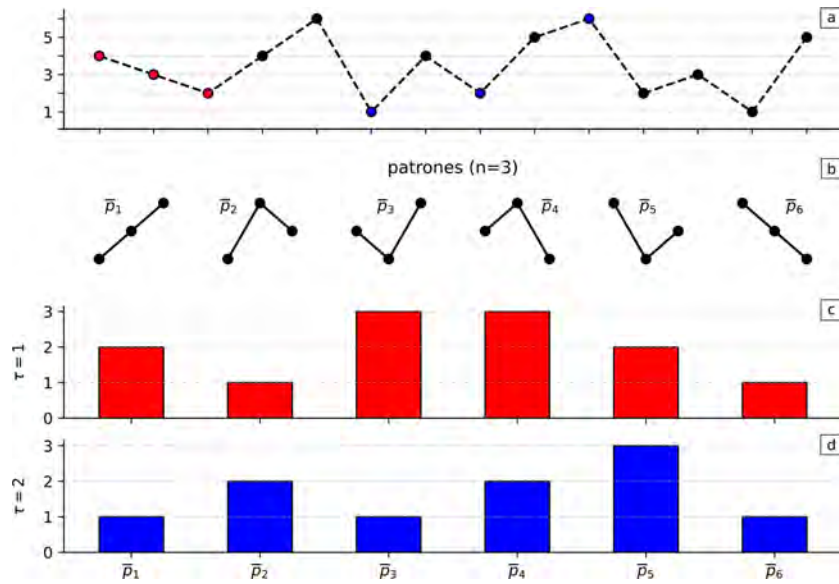 a
5
3
1
patrones (n=3)
b
p̅₁ p̅₂ p̅₃ p̅₄ p̅₅ p̅₆
c
3
2
1
0
τ = 1
d
3
2
1
0
τ = 2
p̅₁ p̅₂ p̅₃ p̅₄ p̅₅ p̅₆